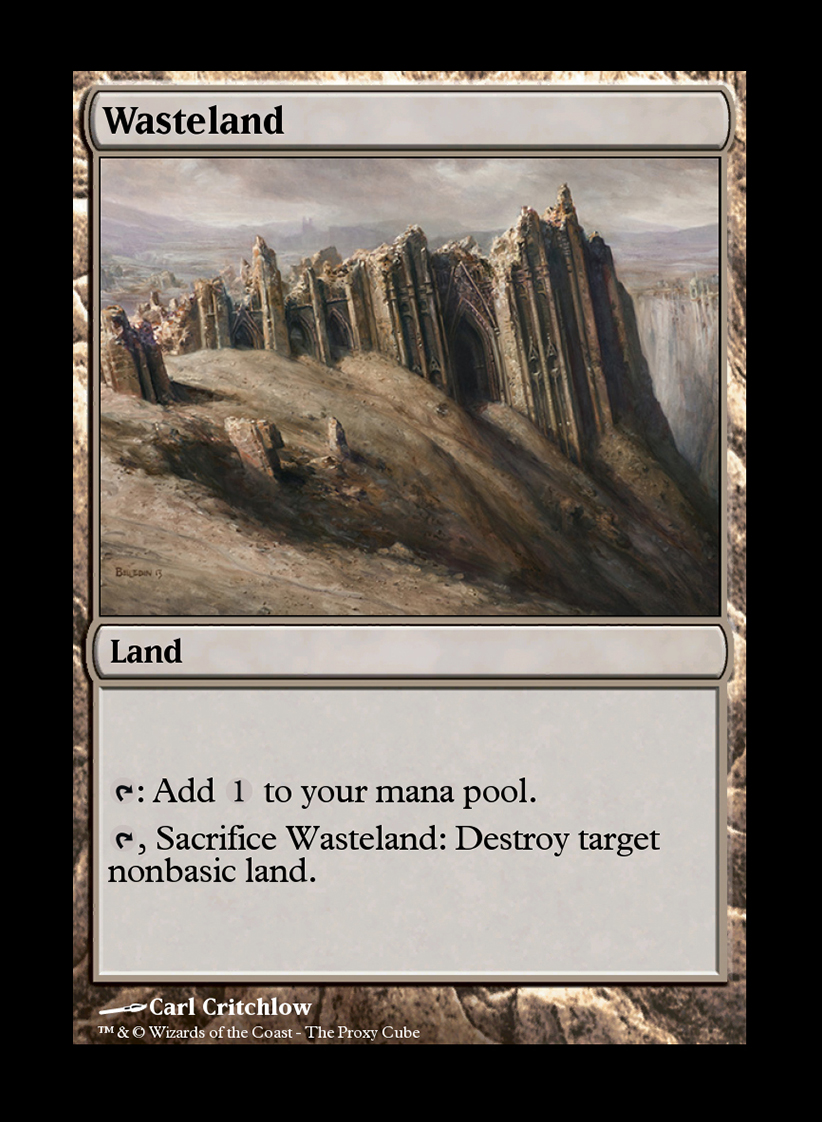 Wasteland
Land
: Add 1 to your mana pool.
, Sacrifice Wasteland: Destroy target
nonbasic land.
Carl Critchlow
™ & © Wizards of the Coast - The Proxy Cube